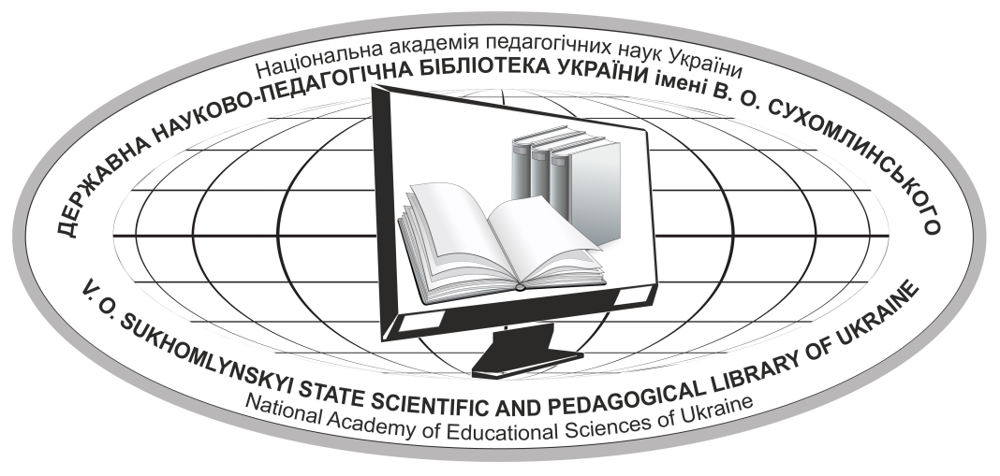 Національна академія педагогічних наук України
ДЕРЖАВНА НАУКОВО-ПЕДАГОГІЧНА БІБЛІОТЕКА УКРАЇНИ імені В. О. СУХОМЛИНСЬКОГО
V. O. SUKHOMLYNSKYI STATE SCIENTIFIC AND PEDAGOGICAL LIBRARY OF UKRAINE
National Academy of Educational Sciences of Ukraine